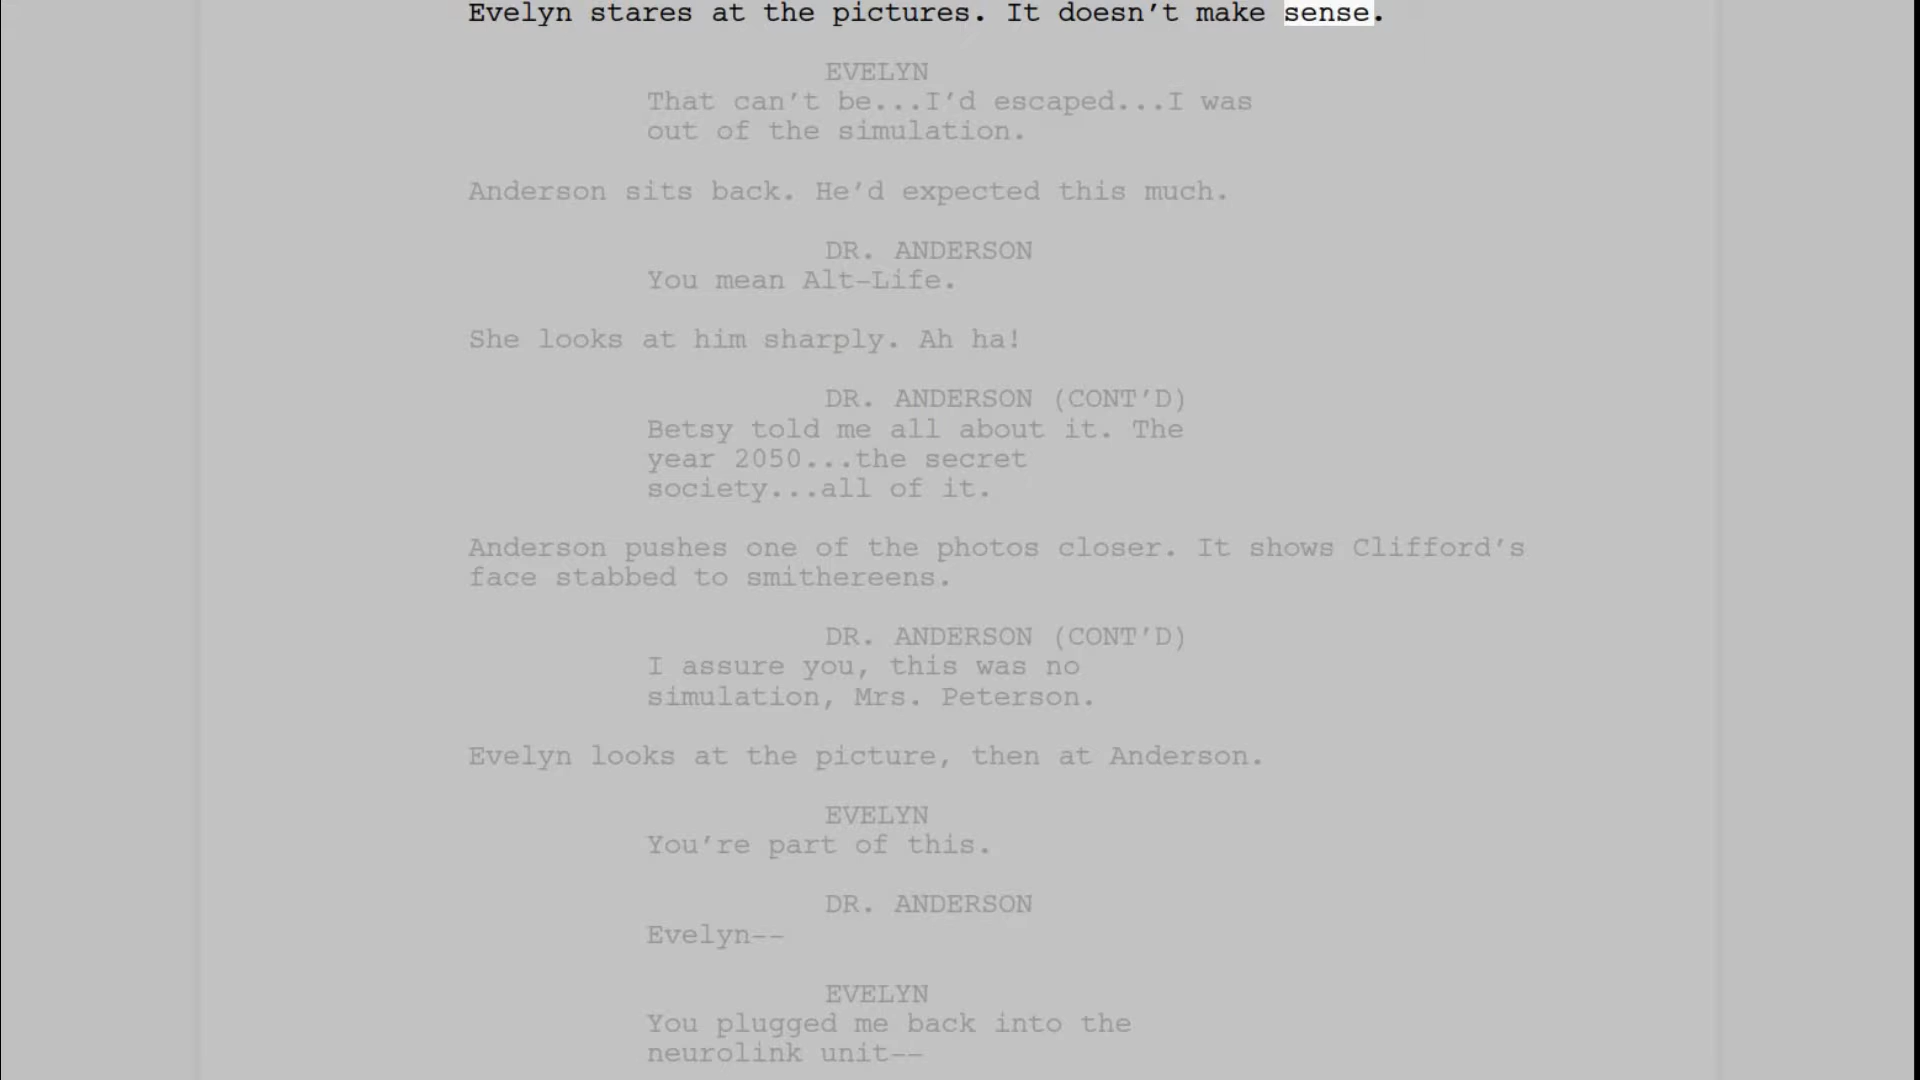 Evelyn stares at the pictures. It doesn’t make sense.
EVELYN
That can’t be...I’d escaped...I was
out of the simulation.
Anderson sits back. He’d expected this much.
DR. ANDERSON
You mean Alt-Life.
She looks at him sharply. Ah ha!
DR. ANDERSON (CONT’D)
Betsy told me all about it. The
year 2050...the secret
society...all of it.
Anderson pushes one of the photos closer. It shows Clifford’s
face stabbed to smithereens.
DR. ANDERSON (CONT’D)
I assure you, this was no
simulation, Mrs. Peterson.
Evelyn looks at the picture, then at Anderson.
EVELYN
You’re part of this.
DR. ANDERSON
Evelyn--
EVELYN
You plugged me back into the
neurolink unit--